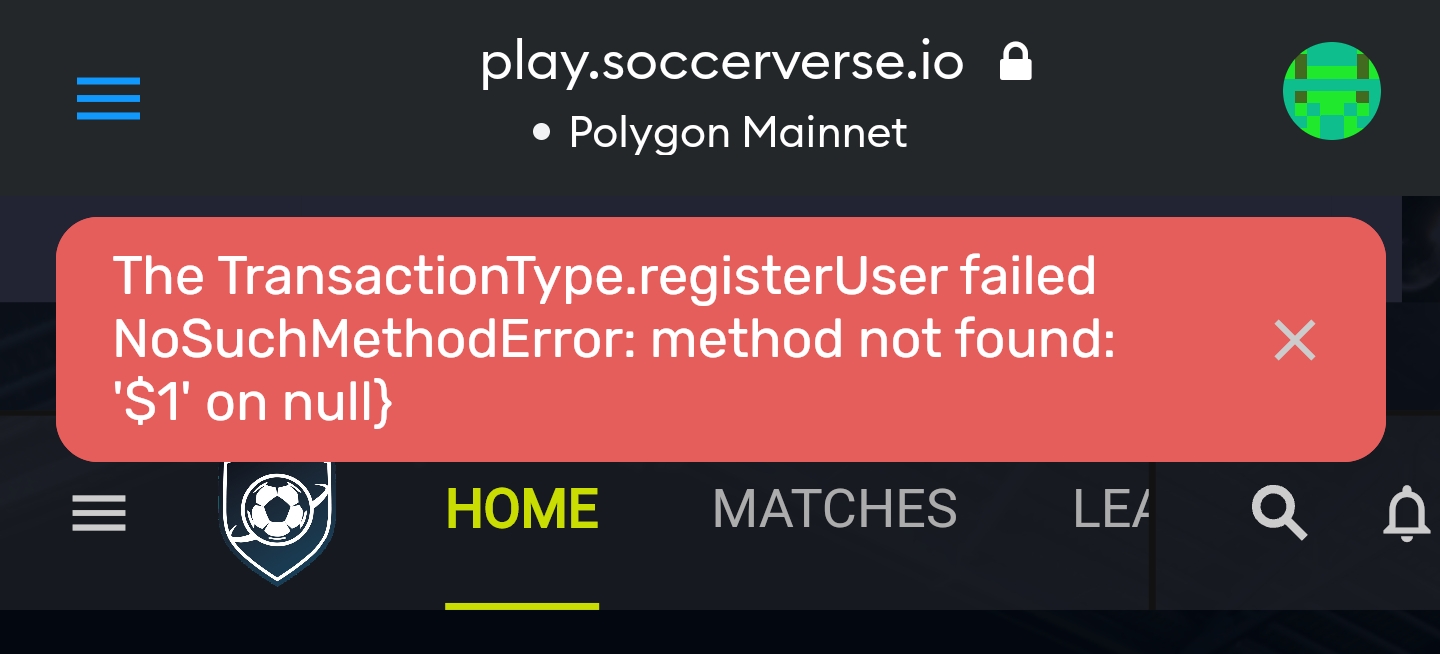 play.soccerverse.io
Polygon Mainnet
The TransactionType.registerUser failed
NoSuchMethodError: method not found:
'$1' on null}
HOME MATCHES LEA